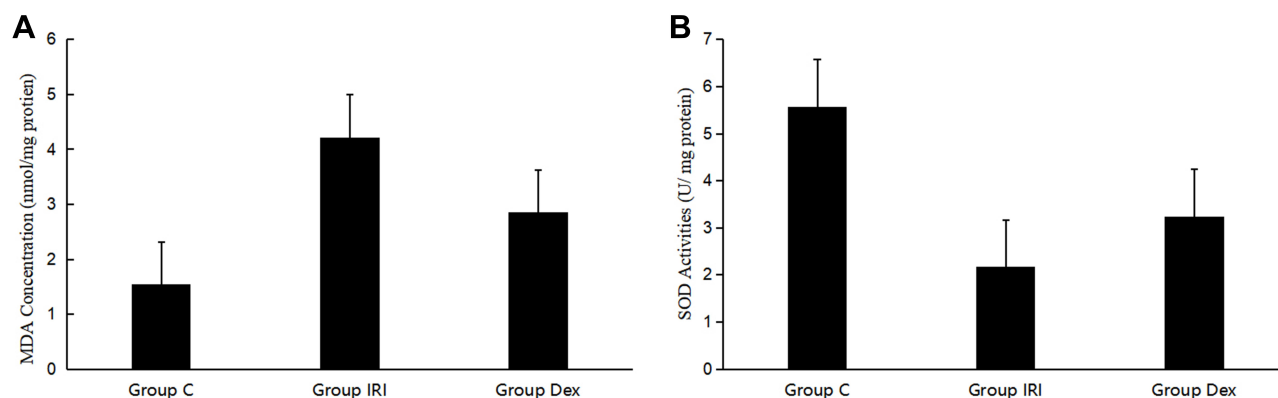 A
MDA Concentration (nmol/mg protien)
6
5
4
3
2
1
0
Group C
Group IRI
Group Dex
B
SOD Activities (U/ mg protein)
7
6
5
4
3
2
1
0
Group C
Group IRI
Group Dex